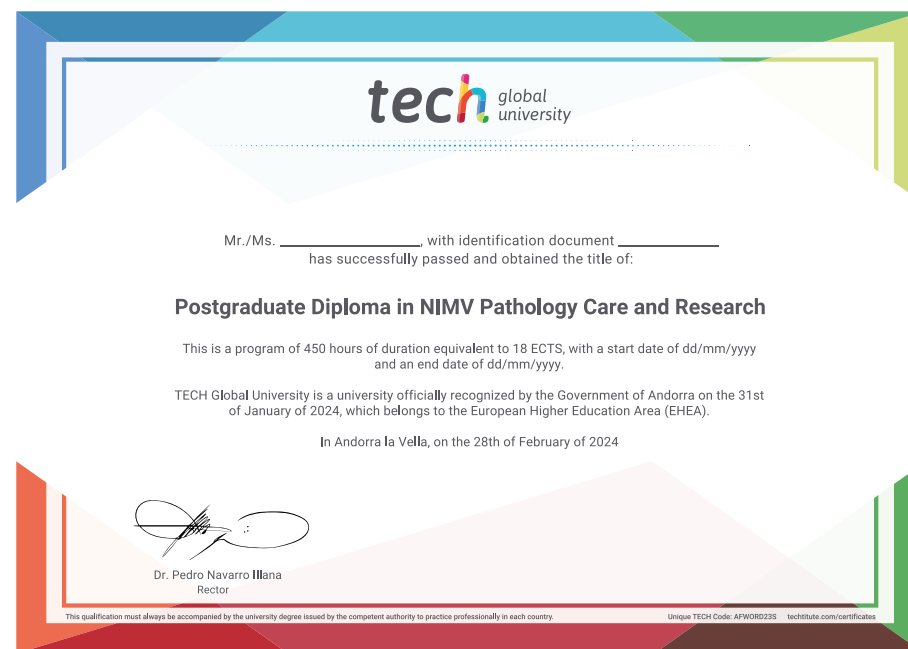 tech global
university
Mr./Ms. ____________, with identification document ____________
has successfully passed and obtained the title of:
Postgraduate Diploma in NIMV Pathology Care and Research
This is a program of 450 hours of duration equivalent to 18 ECTS, with a start date of dd/mm/yyyy
and an end date of dd/mm/yyyy.
TECH Global University is a university officially recognized by the Government of Andorra on the 31st
of January of 2024, which belongs to the European Higher Education Area (EHEA).
In Andorra la Vella, on the 28th of February of 2024
Dr. Pedro Navarro Illana
Rector
This qualification must always be accompanied by the university degree issued by the competent authority to practice professionally in each country. Unique TECH Code: AFWORD23S techtitute.com/certificates